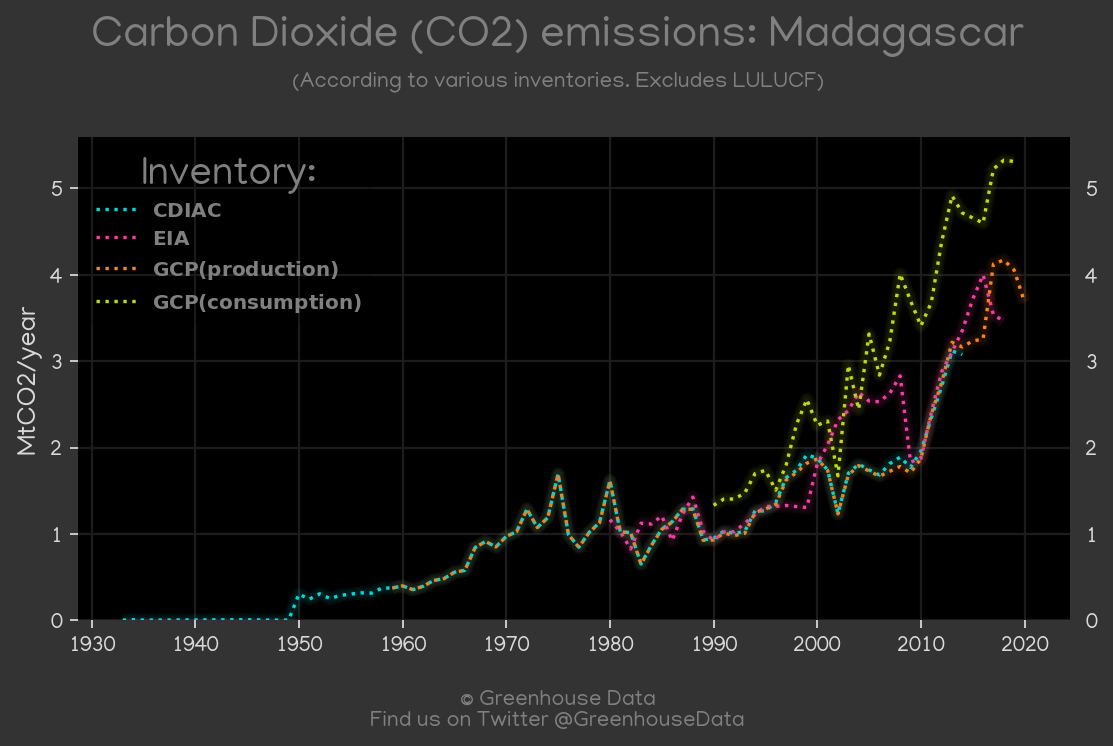 Carbon Dioxide (CO2) emissions: Madagascar
(According to various inventories. Excludes LULUCF)
Inventory:
CDIAC
EIA
GCP(production)
GCP(consumption)
MtCO2/year
5
4
3
2
1
0
5
4
3
2
1
0
1930 1940 1950 1960 1970 1980 1990 2000 2010 2020
© Greenhouse Data
Find us on Twitter @GreenhouseData